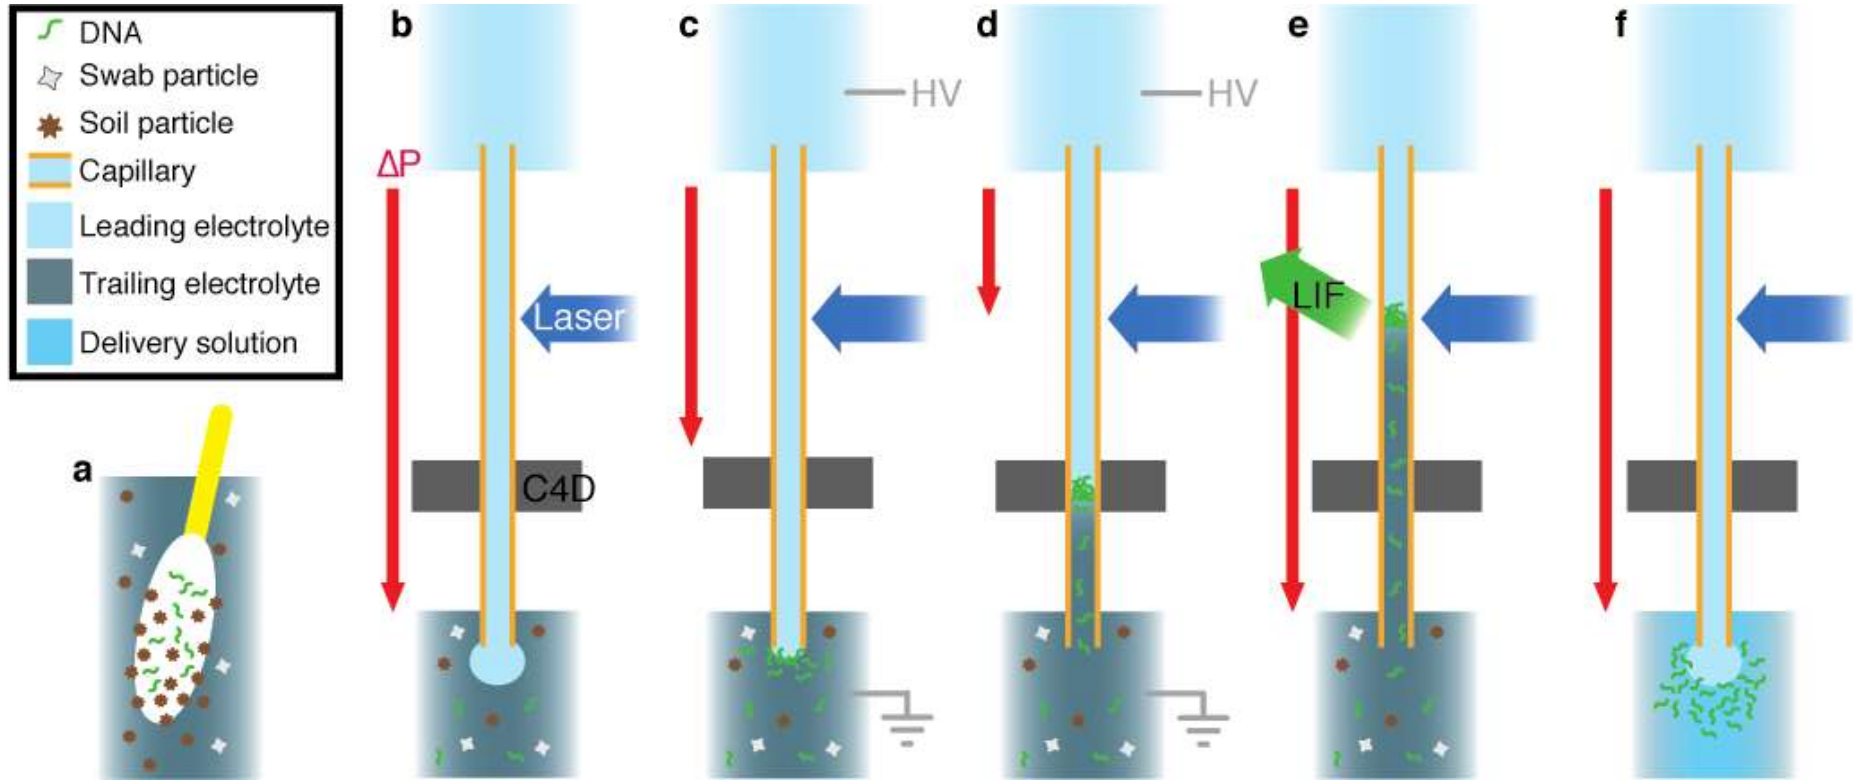 DNA
Swab particle
Soil particle
Capillary
Leading electrolyte
Trailing electrolyte
Delivery solution
a
b
ΔP
Laser
C4D
c
HV
d
HV
e
LIF
f